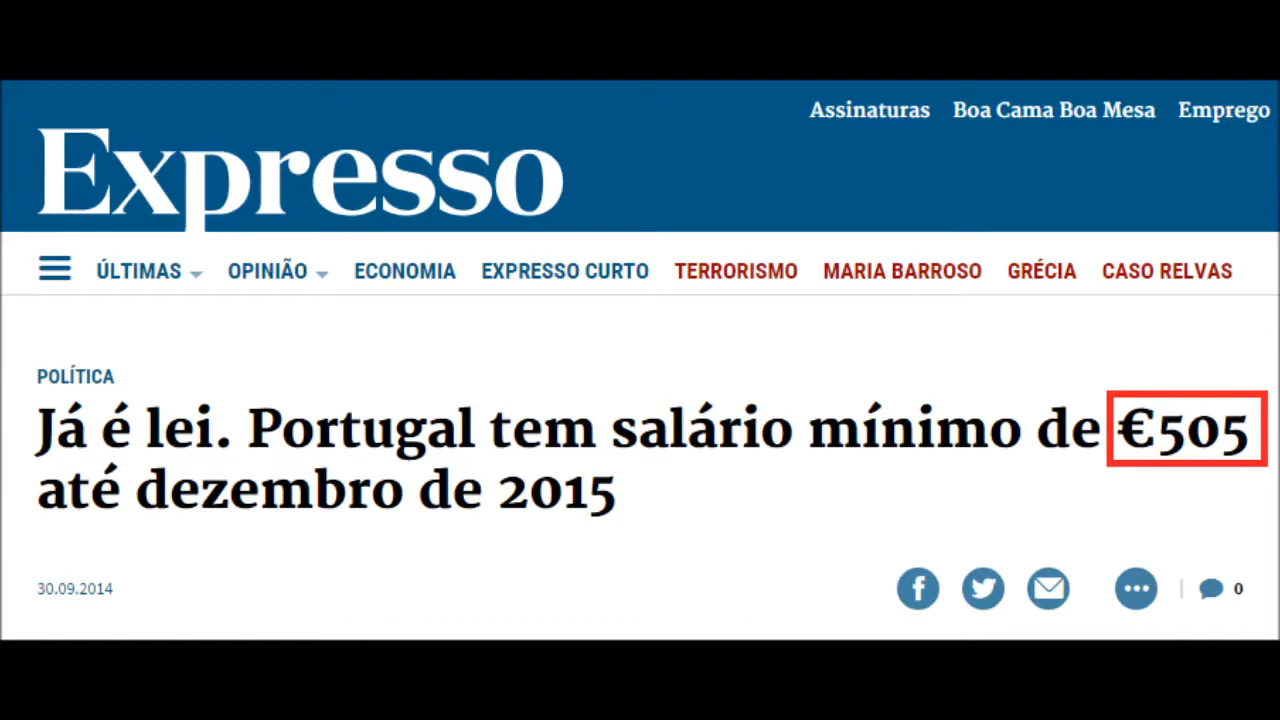 Assinaturas Boa Cama Boa Mesa Emprego
Expresso
ÚLTIMAS OPINIÃO ECONOMIA EXPRESSO CURTO TERRORISMO MARIA BARROSO GRÉCIA CASO RELVAS
POLÍTICA
Já é lei. Portugal tem salário mínimo de €505
até dezembro de 2015
30.09.2014 0